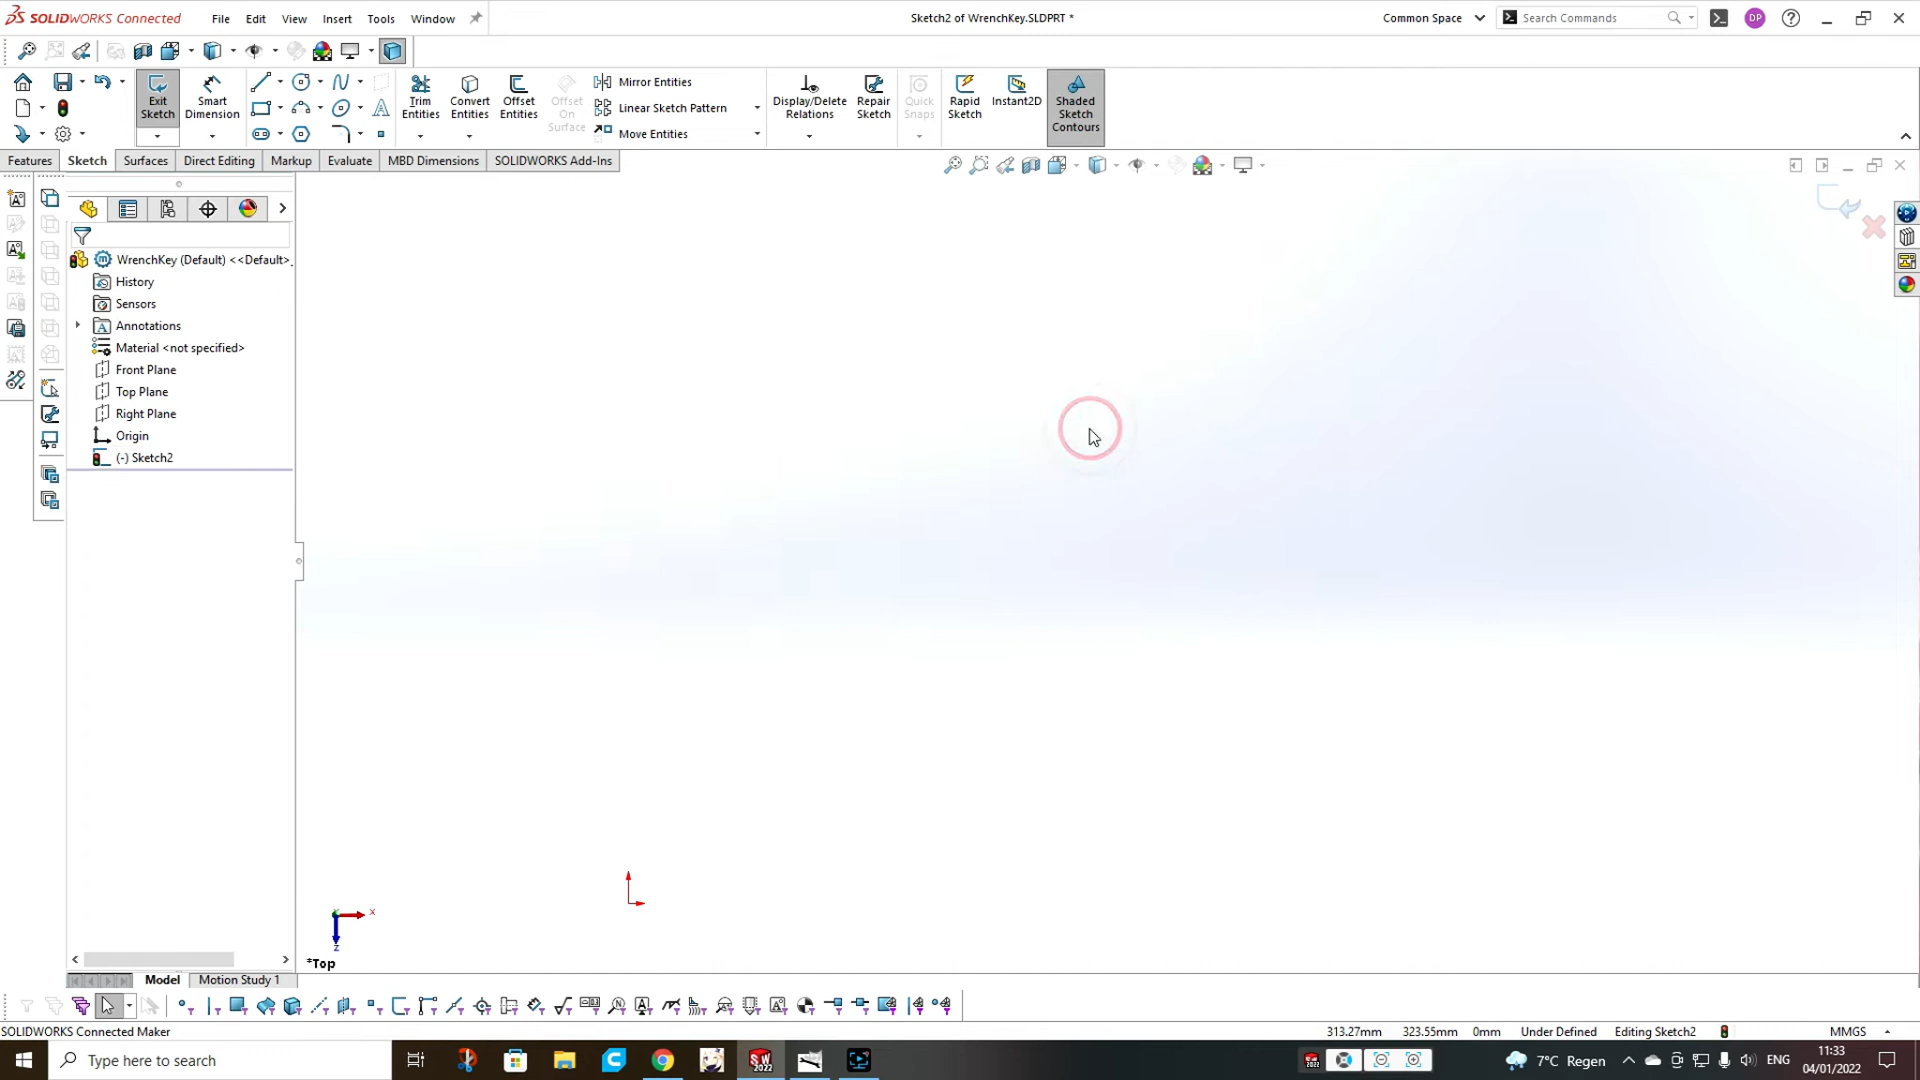 SOLIDWORKS Connected
File Edit View Insert Tools Window
Sketch2 of WrenchKey.SLDPRT *
Common Space
Search Commands
DP
Exit Sketch
Smart Dimension
Trim Entities
Convert Entities
Offset Entities
Offset On Surface
Mirror Entities
Linear Sketch Pattern
Move Entities
Display/Delete Relations
Repair Sketch
Quick Snaps
Rapid Sketch
Instant2D
Shaded Sketch Contours
Features Sketch Surfaces Direct Editing Markup Evaluate MBD Dimensions SOLIDWORKS Add-Ins
WrenchKey (Default) <<Default>_
History
Sensors
Annotations
Material <not specified>
Front Plane
Top Plane
Right Plane
Origin
(-) Sketch2
x
z
*Top
Model Motion Study 1
SOLIDWORKS Connected Maker
313.27mm 323.55mm 0mm Under Defined Editing Sketch2 MMGS
Type here to search
SW 2022
7°C Regen
ENG
11:33
04/01/2022